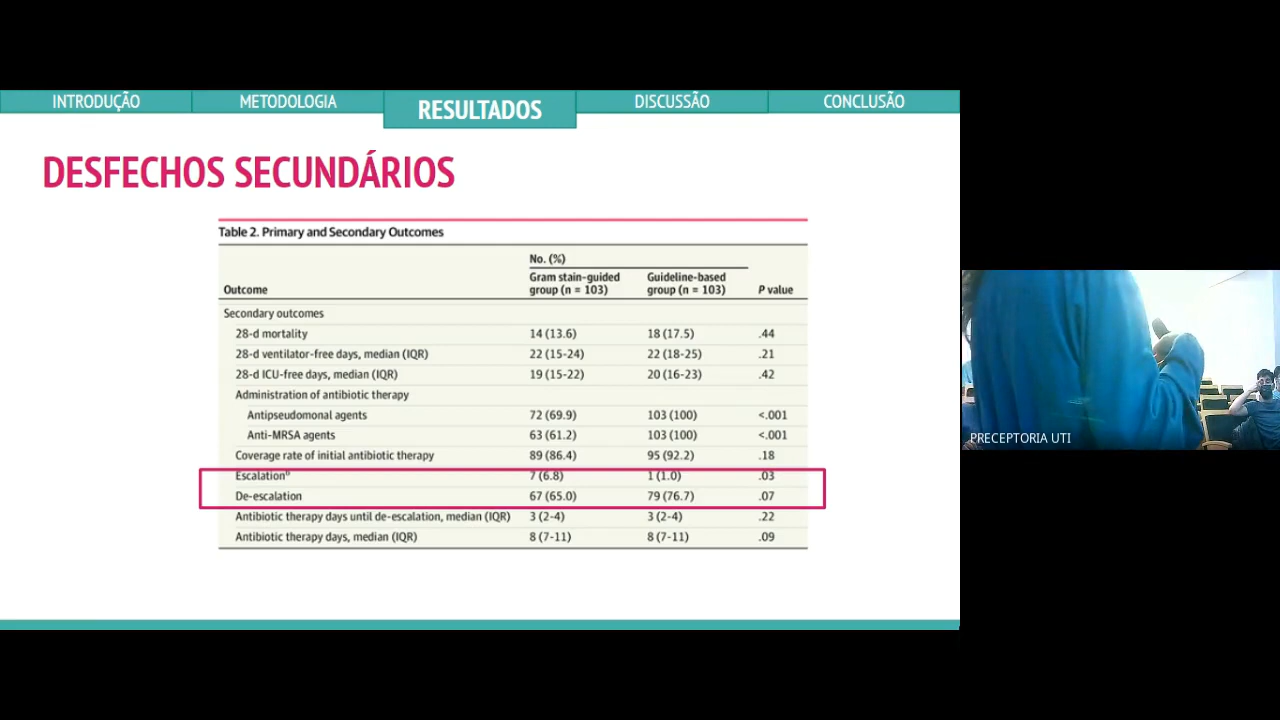 INTRODUÇÃO METODOLOGIA RESULTADOS DISCUSSÃO CONCLUSÃO
DESFECHOS SECUNDÁRIOS
Table 2. Primary and Secondary Outcomes
No. (%)
Outcome Gram stain–guided group (n = 103) Guideline-based group (n = 103) P value
Secondary outcomes
28-d mortality 14 (13.6) 18 (17.5) .44
28-d ventilator-free days, median (IQR) 22 (15-24) 22 (18-25) .21
28-d ICU-free days, median (IQR) 19 (15-22) 20 (16-23) .42
Administration of antibiotic therapy
Antipseudomonal agents 72 (69.9) 103 (100) <.001
Anti-MRSA agents 63 (61.2) 103 (100) <.001
Coverage rate of initial antibiotic therapy 89 (86.4) 95 (92.2) .18
Escalationᵇ 7 (6.8) 1 (1.0) .03
De-escalation 67 (65.0) 79 (76.7) .07
Antibiotic therapy days until de-escalation, median (IQR) 3 (2-4) 3 (2-4) .22
Antibiotic therapy days, median (IQR) 8 (7-11) 8 (7-11) .09
PRECEPTORIA UTI